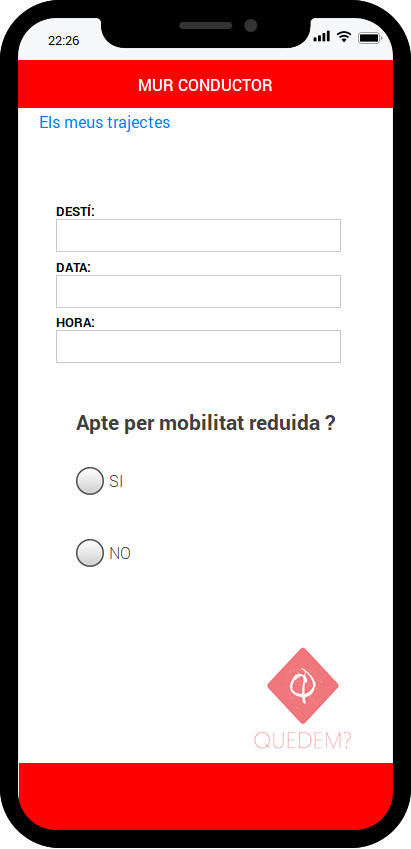 22:26
MUR CONDUCTOR
Els meus trajectes
DESTÍ:
DATA:
HORA:
Apte per mobilitat reduida ?
SI
NO
QUEDEM?